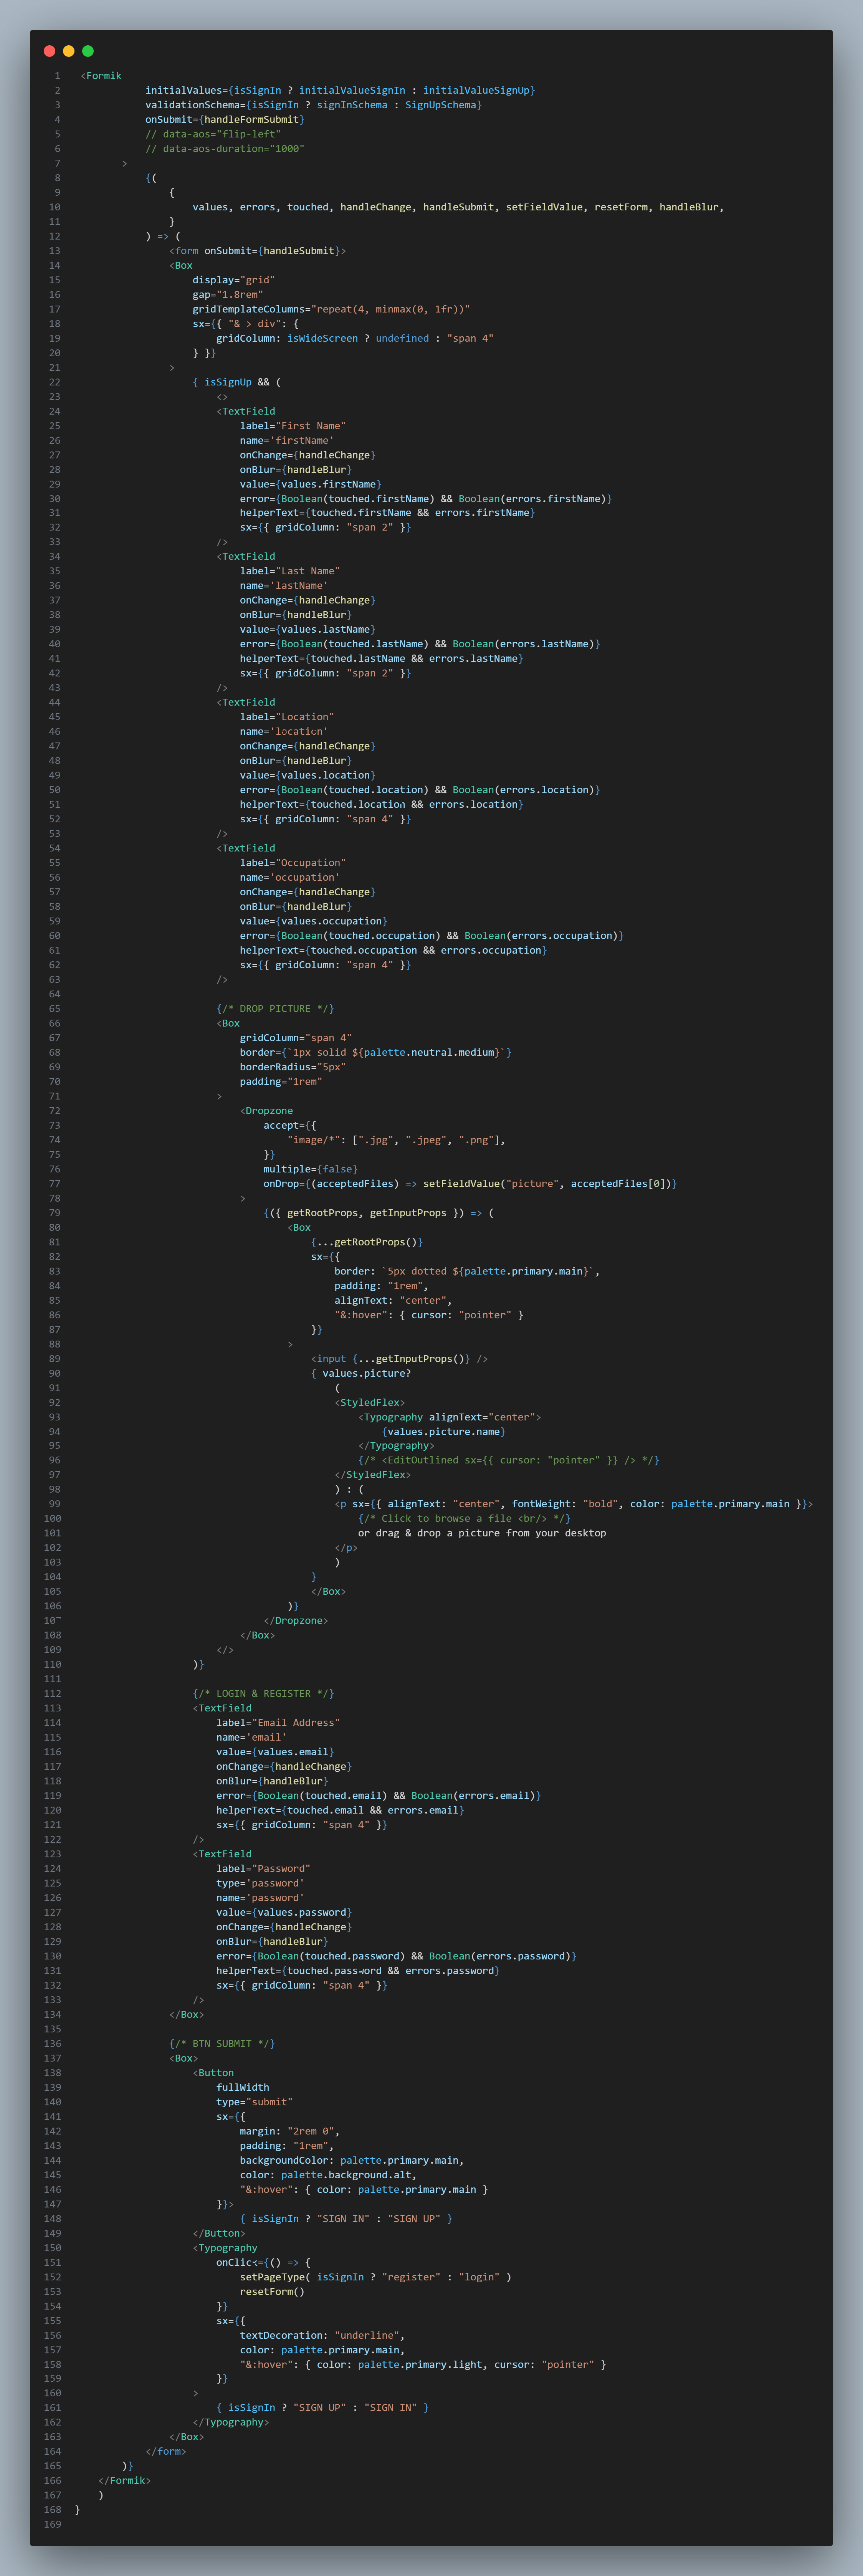 1 <Formik
2 initialValues={isSignIn ? initialValueSignIn : initialValueSignUp}
3 validationSchema={isSignIn ? signInSchema : SignUpSchema}
4 onSubmit={handleFormSubmit}
5 // data-aos="flip-left"
6 // data-aos-duration="1000"
7 >
8 {(
9 {
10 values, errors, touched, handleChange, handleSubmit, setFieldValue, resetForm, handleBlur,
11 }
12 ) => (
13 <form onSubmit={handleSubmit}>
14 <Box
15 display="grid"
16 gap="1.8rem"
17 gridTemplateColumns="repeat(4, minmax(0, 1fr))"
18 sx={{ "& > div": {
19 gridColumn: isWideScreen ? undefined : "span 4"
20 } }}
21 >
22 { isSignUp && (
23 <>
24 <TextField
25 label="First Name"
26 name='firstName'
27 onChange={handleChange}
28 onBlur={handleBlur}
29 value={values.firstName}
30 error={Boolean(touched.firstName) && Boolean(errors.firstName)}
31 helperText={touched.firstName && errors.firstName}
32 sx={{ gridColumn: "span 2" }}
33 />
34 <TextField
35 label="Last Name"
36 name='lastName'
37 onChange={handleChange}
38 onBlur={handleBlur}
39 value={values.lastName}
40 error={Boolean(touched.lastName) && Boolean(errors.lastName)}
41 helperText={touched.lastName && errors.lastName}
42 sx={{ gridColumn: "span 2" }}
43 />
44 <TextField
45 label="Location"
46 name='location'
47 onChange={handleChange}
48 onBlur={handleBlur}
49 value={values.location}
50 error={Boolean(touched.location) && Boolean(errors.location)}
51 helperText={touched.location && errors.location}
52 sx={{ gridColumn: "span 4" }}
53 />
54 <TextField
55 label="Occupation"
56 name='occupation'
57 onChange={handleChange}
58 onBlur={handleBlur}
59 value={values.occupation}
60 error={Boolean(touched.occupation) && Boolean(errors.occupation)}
61 helperText={touched.occupation && errors.occupation}
62 sx={{ gridColumn: "span 4" }}
63 />
64
65 {/* DROP PICTURE */}
66 <Box
67 gridColumn="span 4"
68 border={`1px solid ${palette.neutral.medium}`}
69 borderRadius="5px"
70 padding="1rem"
71 >
72 <Dropzone
73 accept={{
74 "image/*": [".jpg", ".jpeg", ".png"],
75 }}
76 multiple={false}
77 onDrop={(acceptedFiles) => setFieldValue("picture", acceptedFiles[0])}
78 >
79 {({ getRootProps, getInputProps }) => (
80 <Box
81 {...getRootProps()}
82 sx={{
83 border: `5px dotted ${palette.primary.main}`,
84 padding: "1rem",
85 alignText: "center",
86 "&:hover": { cursor: "pointer" }
87 }}
88 >
89 <input {...getInputProps()} />
90 { values.picture?
91 (
92 <StyledFlex>
93 <Typography alignText="center">
94 {values.picture.name}
95 </Typography>
96 {/* <EditOutlined sx={{ cursor: "pointer" }} /> */}
97 </StyledFlex>
98 ) : (
99 <p sx={{ alignText: "center", fontWeight: "bold", color: palette.primary.main }}>
100 {/* Click to browse a file <br/> */}
101 or drag & drop a picture from your desktop
102 </p>
103 )
104 }
105 </Box>
106 )}
107 </Dropzone>
108 </Box>
109 </>
110 )}
111
112 {/* LOGIN & REGISTER */}
113 <TextField
114 label="Email Address"
115 name='email'
116 value={values.email}
117 onChange={handleChange}
118 onBlur={handleBlur}
119 error={Boolean(touched.email) && Boolean(errors.email)}
120 helperText={touched.email && errors.email}
121 sx={{ gridColumn: "span 4" }}
122 />
123 <TextField
124 label="Password"
125 type='password'
126 name='password'
127 value={values.password}
128 onChange={handleChange}
129 onBlur={handleBlur}
130 error={Boolean(touched.password) && Boolean(errors.password)}
131 helperText={touched.password && errors.password}
132 sx={{ gridColumn: "span 4" }}
133 />
134 </Box>
135
136 {/* BTN SUBMIT */}
137 <Box>
138 <Button
139 fullWidth
140 type="submit"
141 sx={{
142 margin: "2rem 0",
143 padding: "1rem",
144 backgroundColor: palette.primary.main,
145 color: palette.background.alt,
146 "&:hover": { color: palette.primary.main }
147 }}>
148 { isSignIn ? "SIGN IN" : "SIGN UP" }
149 </Button>
150 <Typography
151 onClick={() => {
152 setPageType( isSignIn ? "register" : "login" )
153 resetForm()
154 }}
155 sx={{
156 textDecoration: "underline",
157 color: palette.primary.main,
158 "&:hover": { color: palette.primary.light, cursor: "pointer" }
159 }}
160 >
161 { isSignIn ? "SIGN UP" : "SIGN IN" }
162 </Typography>
163 </Box>
164 </form>
165 )}
166 </Formik>
167 )
168 }
169